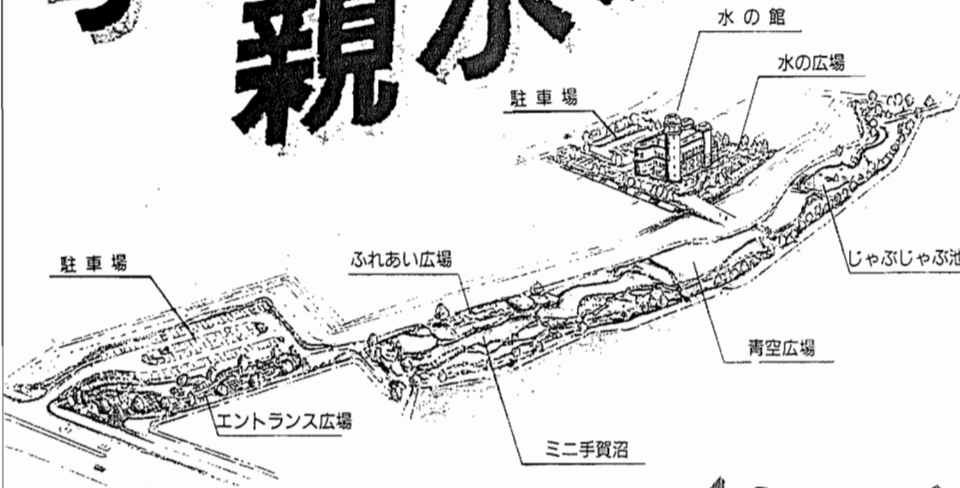 親水
水の館
水の広場
駐車場
じゃぶじゃぶ池
ふれあい広場
駐車場
青空広場
エントランス広場
ミニ手賀沼